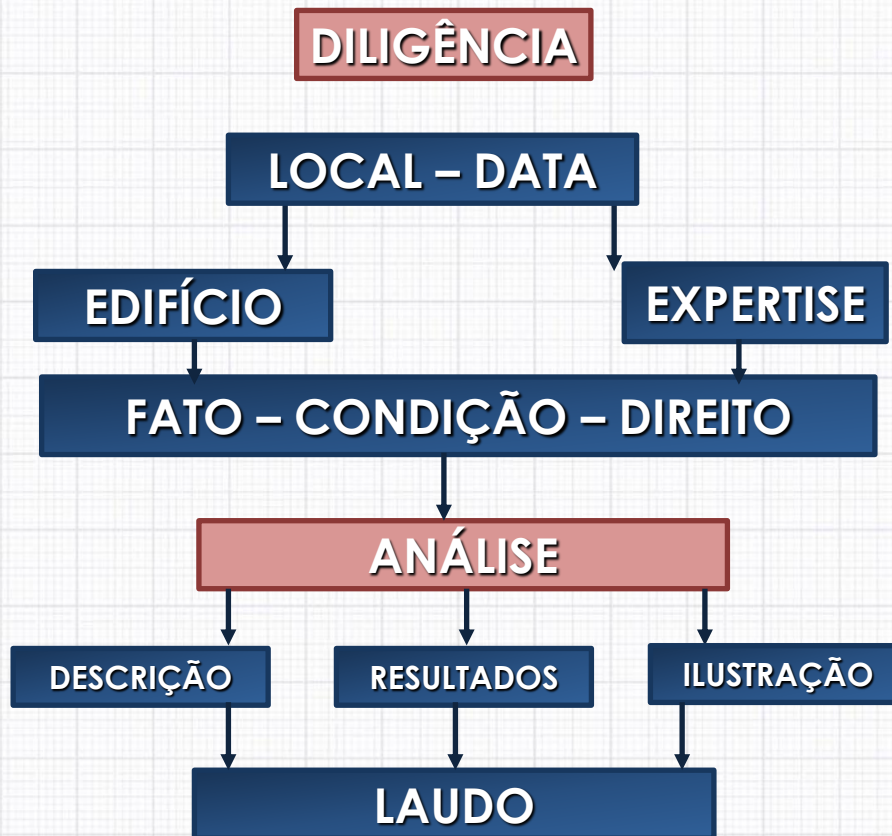 DILIGÊNCIA
LOCAL – DATA
EDIFÍCIO
EXPERTISE
FATO – CONDIÇÃO – DIREITO
ANÁLISE
DESCRIÇÃO
RESULTADOS
ILUSTRAÇÃO
LAUDO